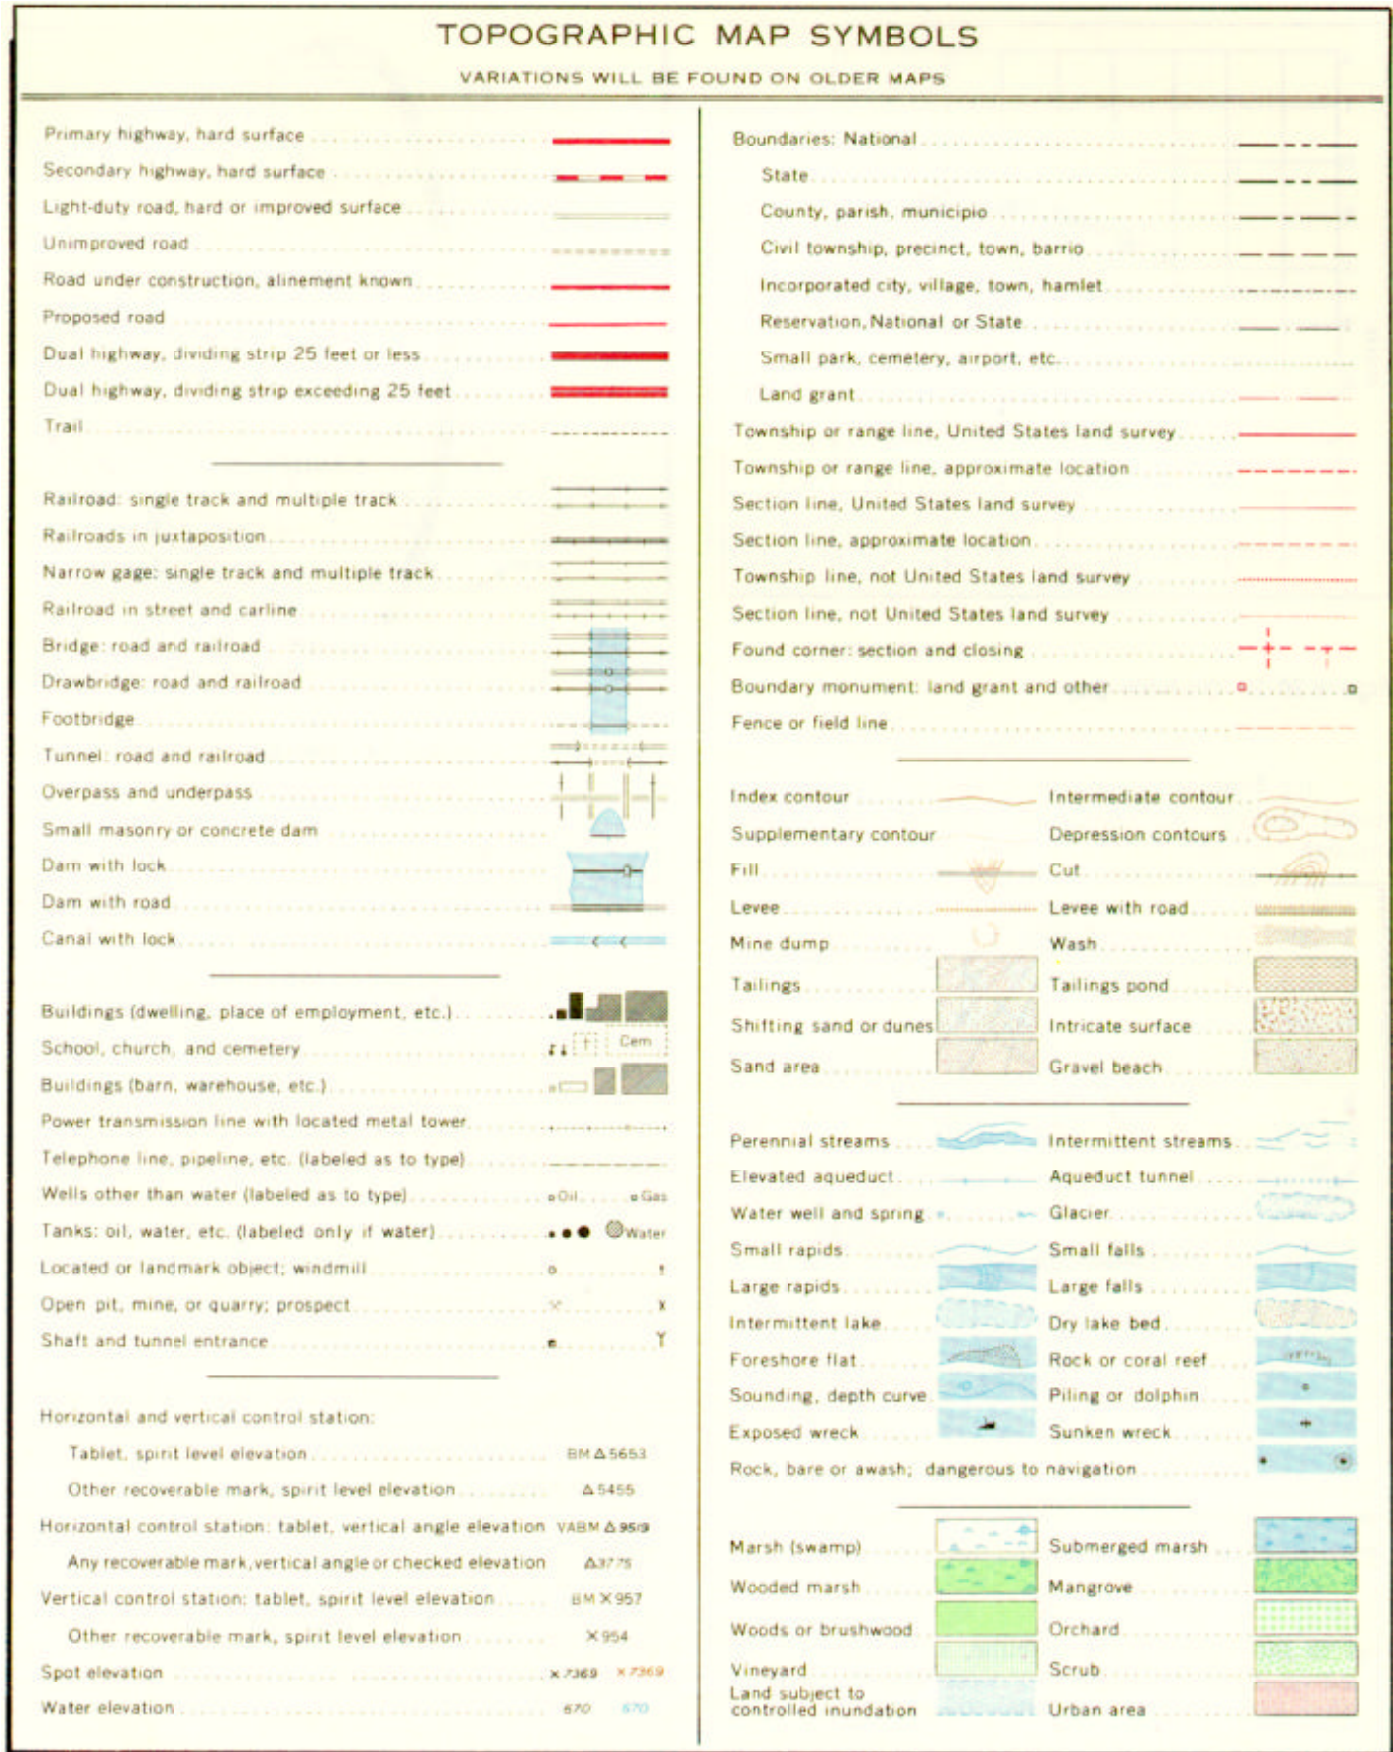 TOPOGRAPHIC MAP SYMBOLS
VARIATIONS WILL BE FOUND ON OLDER MAPS
Primary highway, hard surface
Secondary highway, hard surface
Light-duty road, hard or improved surface
Unimproved road
Road under construction, alinement known
Proposed road
Dual highway, dividing strip 25 feet or less
Dual highway, dividing strip exceeding 25 feet
Trail
Railroad: single track and multiple track
Railroads in juxtaposition
Narrow gage: single track and multiple track
Railroad in street and carline
Bridge: road and railroad
Drawbridge: road and railroad
Footbridge
Tunnel: road and railroad
Overpass and underpass
Small masonry or concrete dam
Dam with lock
Dam with road
Canal with lock
Buildings (dwelling, place of employment, etc.)
School, church, and cemetery Cem
Buildings (barn, warehouse, etc.)
Power transmission line with located metal tower
Telephone line, pipeline, etc. (labeled as to type)
Wells other than water (labeled as to type) Oil Gas
Tanks: oil, water, etc. (labeled only if water) Water
Located or landmark object; windmill
Open pit, mine, or quarry; prospect
Shaft and tunnel entrance
Horizontal and vertical control station:
Tablet, spirit level elevation BM △ 5653
Other recoverable mark, spirit level elevation △ 5455
Horizontal control station: tablet, vertical angle elevation VABM △ 9519
Any recoverable mark, vertical angle or checked elevation △ 3775
Vertical control station: tablet, spirit level elevation BM X 957
Other recoverable mark, spirit level elevation X 954
Spot elevation x 7369 x 7369
Water elevation 670 670
Boundaries: National
State
County, parish, municipio
Civil township, precinct, town, barrio
Incorporated city, village, town, hamlet
Reservation, National or State
Small park, cemetery, airport, etc.
Land grant
Township or range line, United States land survey
Township or range line, approximate location
Section line, United States land survey
Section line, approximate location
Township line, not United States land survey
Section line, not United States land survey
Found corner: section and closing
Boundary monument: land grant and other
Fence or field line
Index contour Intermediate contour
Supplementary contour Depression contours
Fill Cut
Levee Levee with road
Mine dump Wash
Tailings Tailings pond
Shifting sand or dunes Intricate surface
Sand area Gravel beach
Perennial streams Intermittent streams
Elevated aqueduct Aqueduct tunnel
Water well and spring Glacier
Small rapids Small falls
Large rapids Large falls
Intermittent lake Dry lake bed
Foreshore flat Rock or coral reef
Sounding, depth curve Piling or dolphin
Exposed wreck Sunken wreck
Rock, bare or awash; dangerous to navigation
Marsh (swamp) Submerged marsh
Wooded marsh Mangrove
Woods or brushwood Orchard
Vineyard Scrub
Land subject to
controlled inundation Urban area